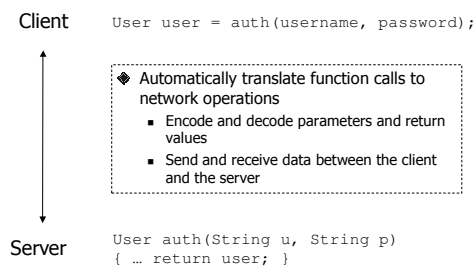 Client User user = auth(username, password);
Automatically translate function calls to
network operations
Encode and decode parameters and return
values
Send and receive data between the client
and the server
Server User auth(String u, String p)
{ … return user; }